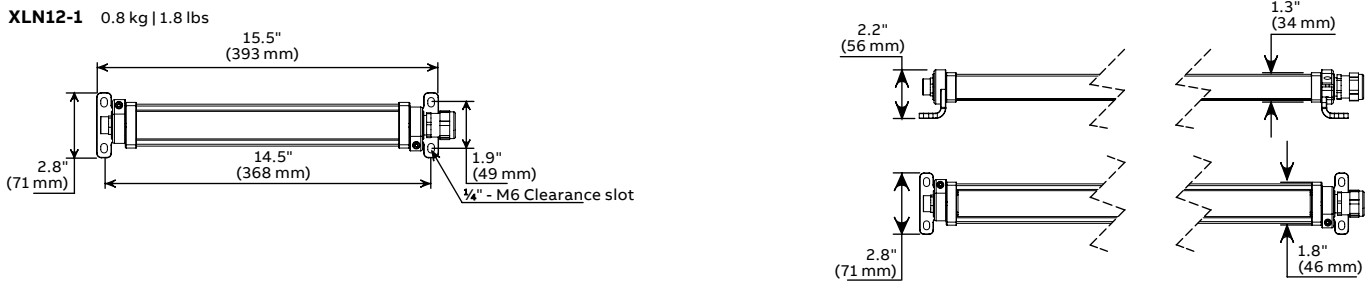 XLN12-1 0.8 kg | 1.8 lbs
15.5"
(393 mm)
2.8"
(71 mm)
14.5"
(368 mm)
1.9"
(49 mm)
¼" - M6 Clearance slot
2.2"
(56 mm)
1.3"
(34 mm)
2.8"
(71 mm)
1.8"
(46 mm)